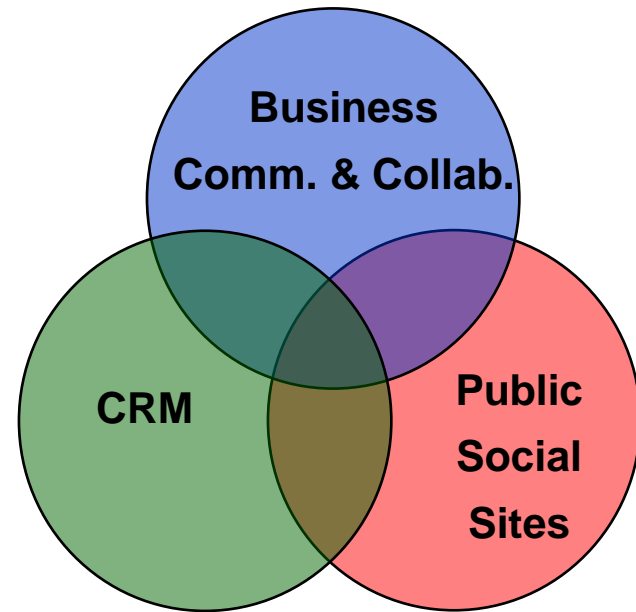 Business
Comm. & Collab.
CRM
Public
Social
Sites